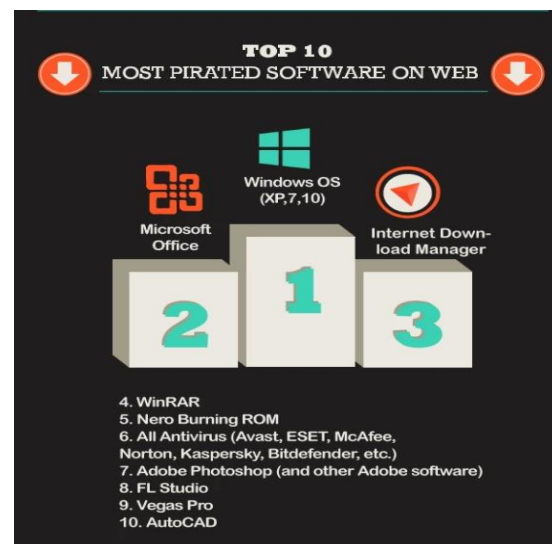 TOP 10
MOST PIRATED SOFTWARE ON WEB
Windows OS
(XP,7,10)
Microsoft
Office
Internet Down-
load Manager
2
1
3
4. WinRAR
5. Nero Burning ROM
6. All Antivirus (Avast, ESET, McAfee,
Norton, Kaspersky, Bitdefender, etc.)
7. Adobe Photoshop (and other Adobe software)
8. FL Studio
9. Vegas Pro
10. AutoCAD